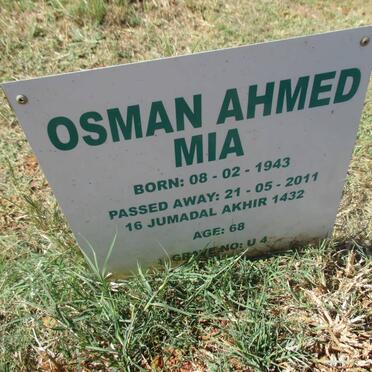 OSMAN AHMED
MIA
BORN: 08 - 02 - 1943
PASSED AWAY: 21 - 05 - 2011
16 JUMADAL AKHIR 1432
AGE: 68
GRAVE NO: U 4